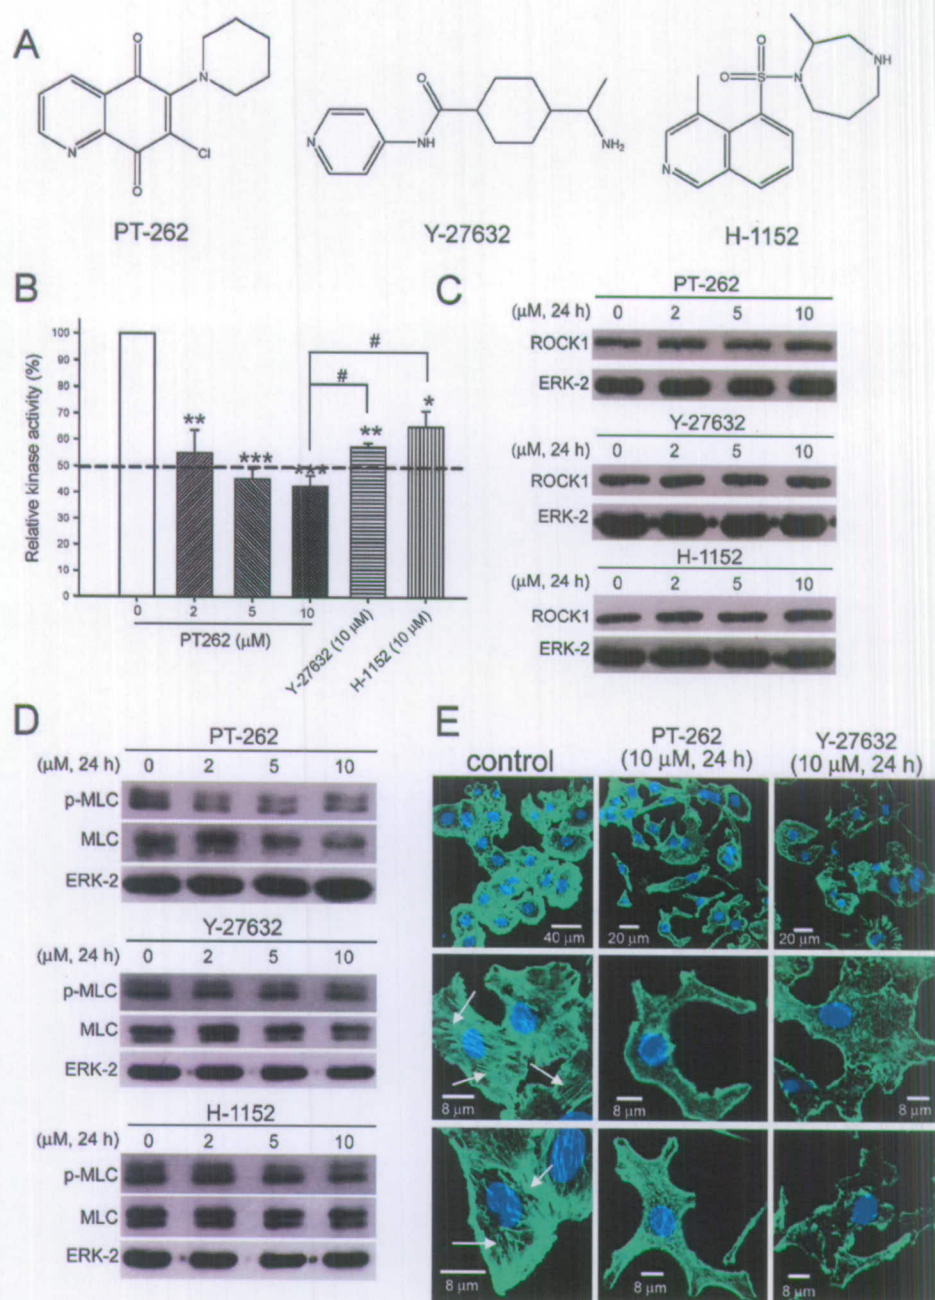 A
O
N
N
O
Cl
PT-262
O
N
NH
NH₂
Y-27632
O
S
O
N
NH
N
H-1152
B
Relative kinase activity (%)
100
90
80
70
60
50
40
30
20
10
0
**
***
***
**
*
#
#
0
2
5
10
PT262 (μM)
Y-27632 (10 μM)
H-1152 (10 μM)
C
PT-262
(μM, 24 h) 0 2 5 10
ROCK1
ERK-2
Y-27632
(μM, 24 h) 0 2 5 10
ROCK1
ERK-2
H-1152
(μM, 24 h) 0 2 5 10
ROCK1
ERK-2
D
PT-262
(μM, 24 h) 0 2 5 10
p-MLC
MLC
ERK-2
Y-27632
(μM, 24 h) 0 2 5 10
p-MLC
MLC
ERK-2
H-1152
(μM, 24 h) 0 2 5 10
p-MLC
MLC
ERK-2
E
control
PT-262
(10 μM, 24 h)
Y-27632
(10 μM, 24 h)
40 μm
20 μm
20 μm
8 μm
8 μm
8 μm
8 μm
8 μm
8 μm